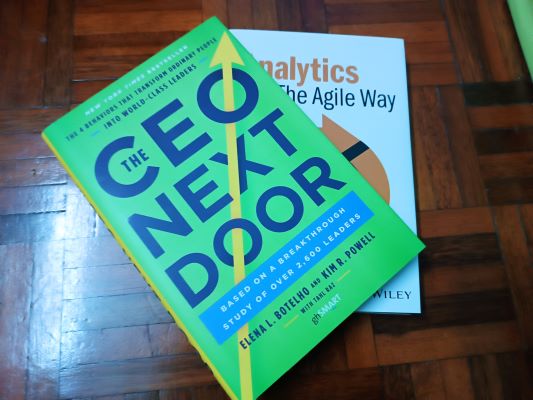 NEW YORK TIMES BESTSELLER
THE 4 BEHAVIORS THAT TRANSFORM ORDINARY PEOPLE
INTO WORLD-CLASS LEADERS
THE
CEO
NEXT
DOOR
BASED ON A BREAKTHROUGH
STUDY OF OVER 2,600 LEADERS
ELENA L. BOTELHO AND KIM R. POWELL
WITH TAHL RAZ
ghSMART
nalytics
The Agile Way
WILEY